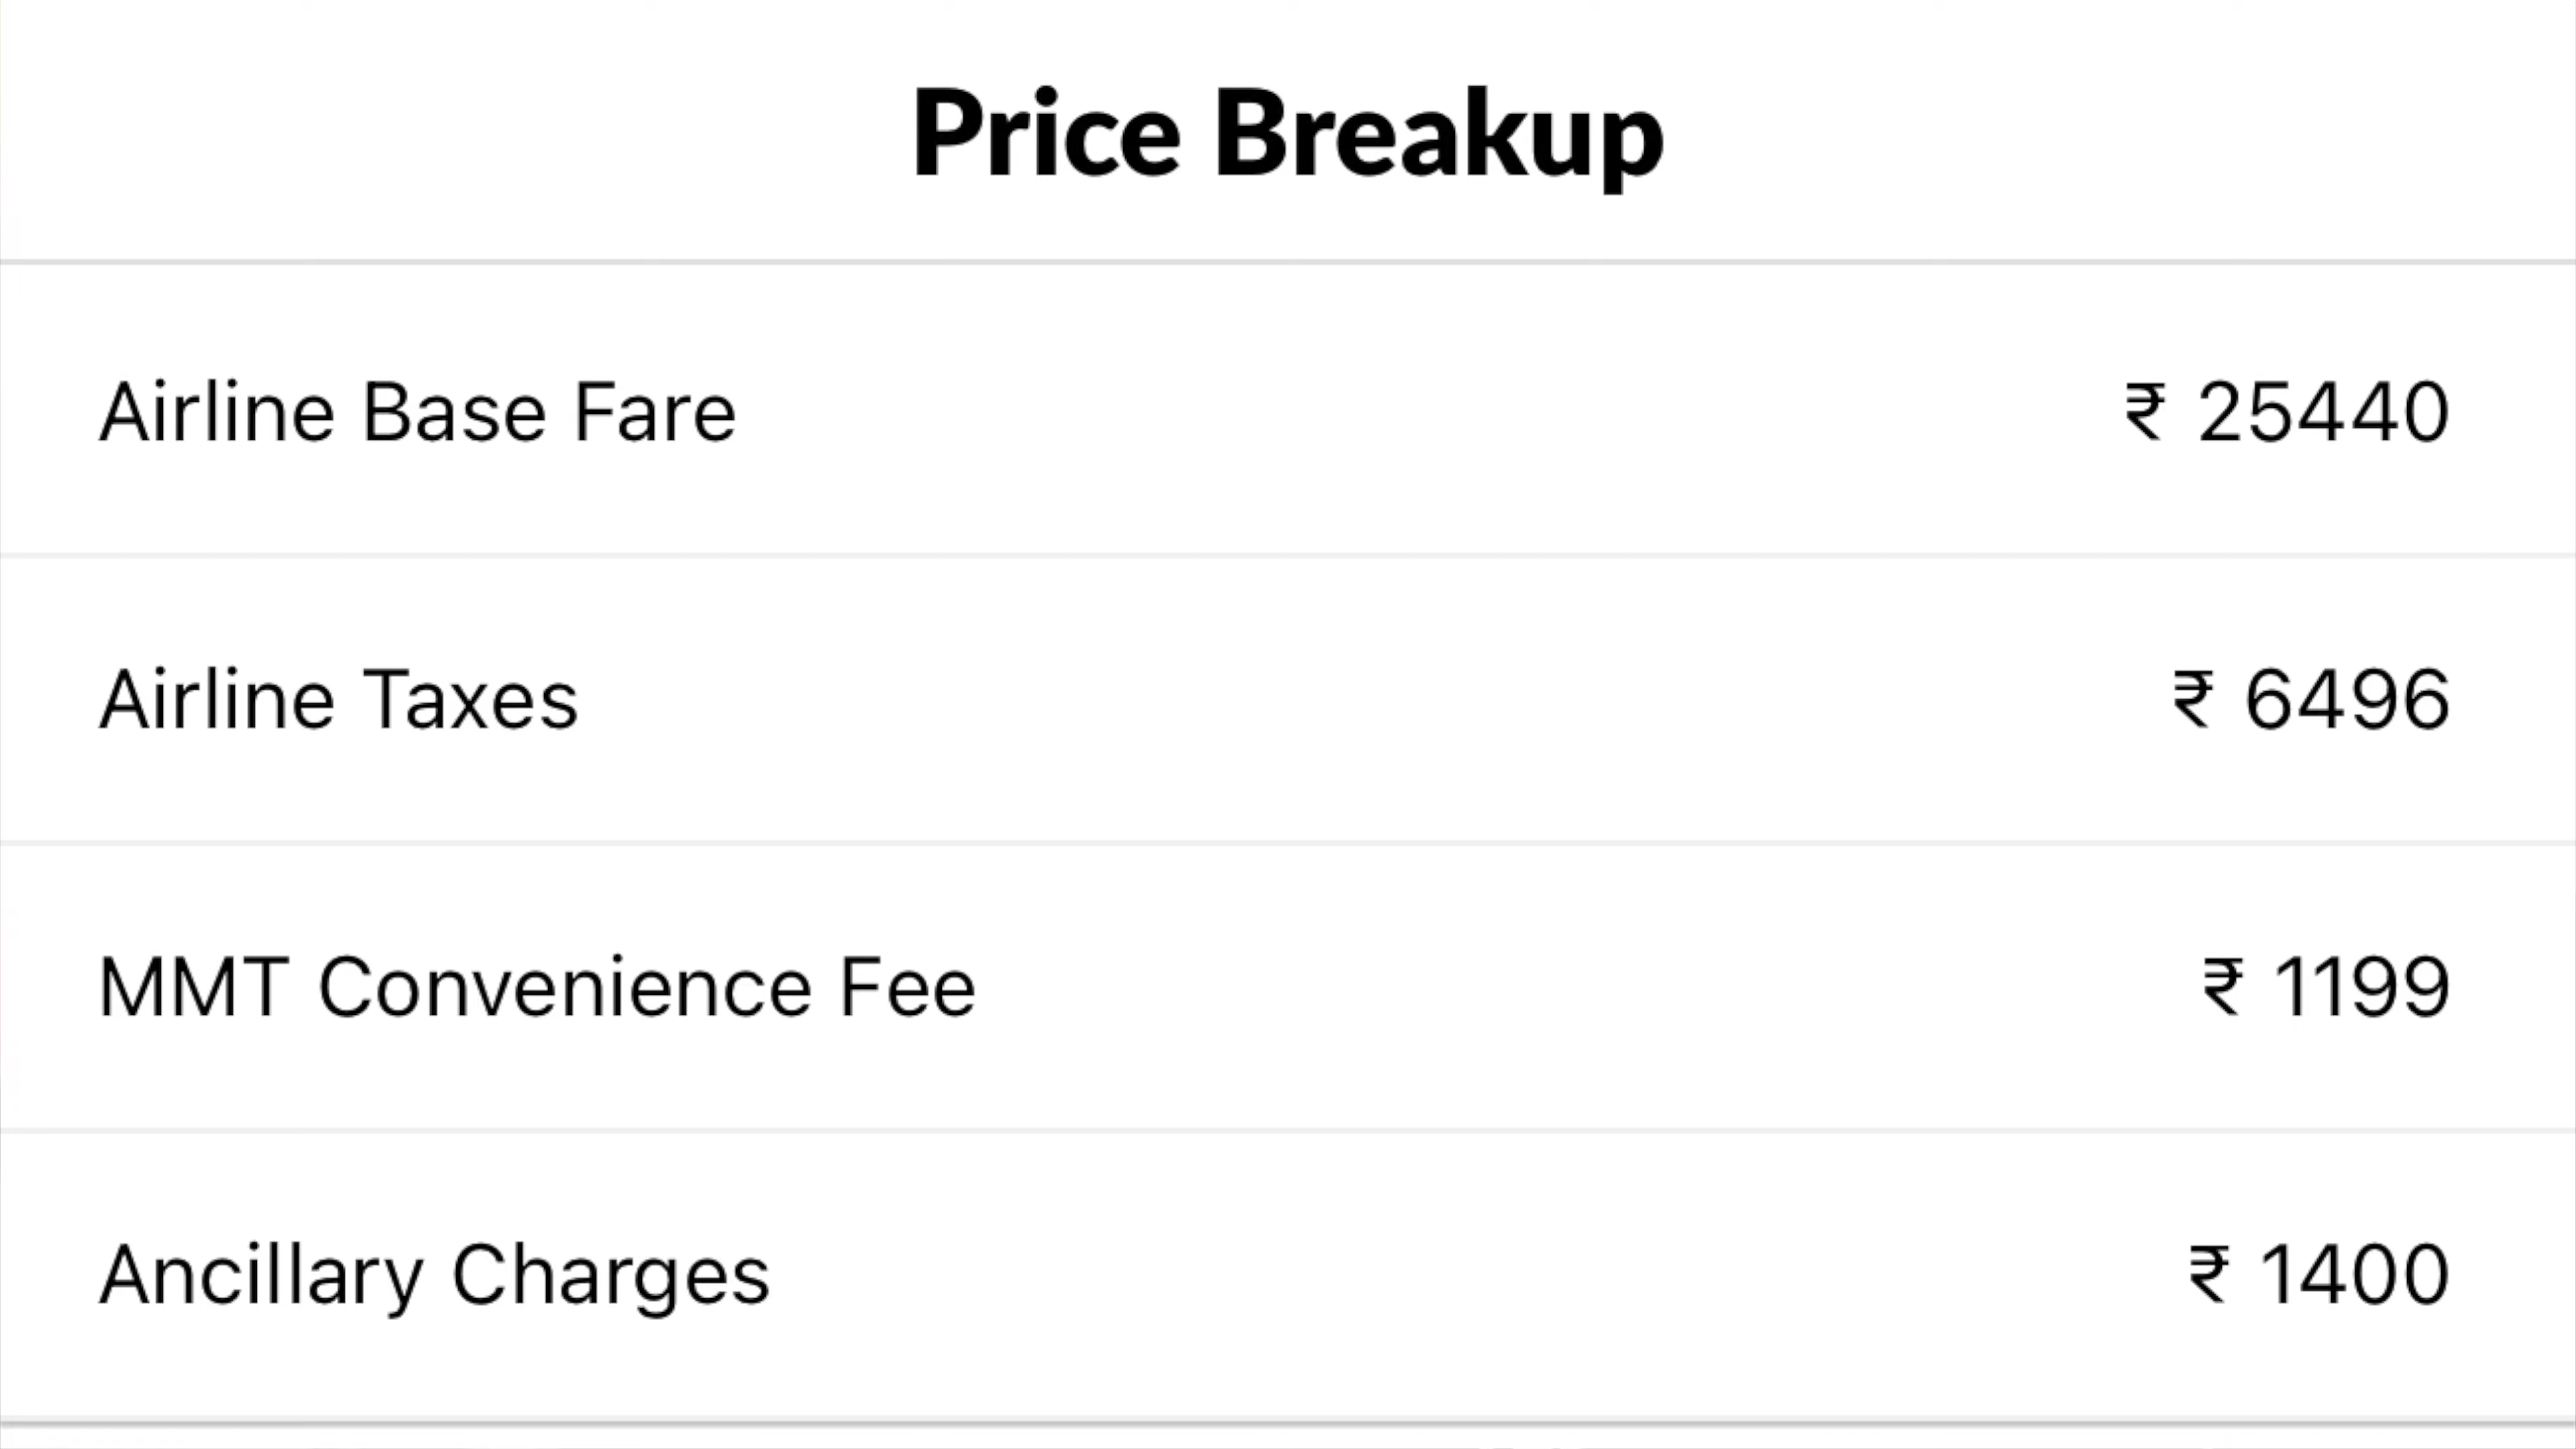 Price Breakup
Airline Base Fare ₹ 25440
Airline Taxes ₹ 6496
MMT Convenience Fee ₹ 1199
Ancillary Charges ₹ 1400